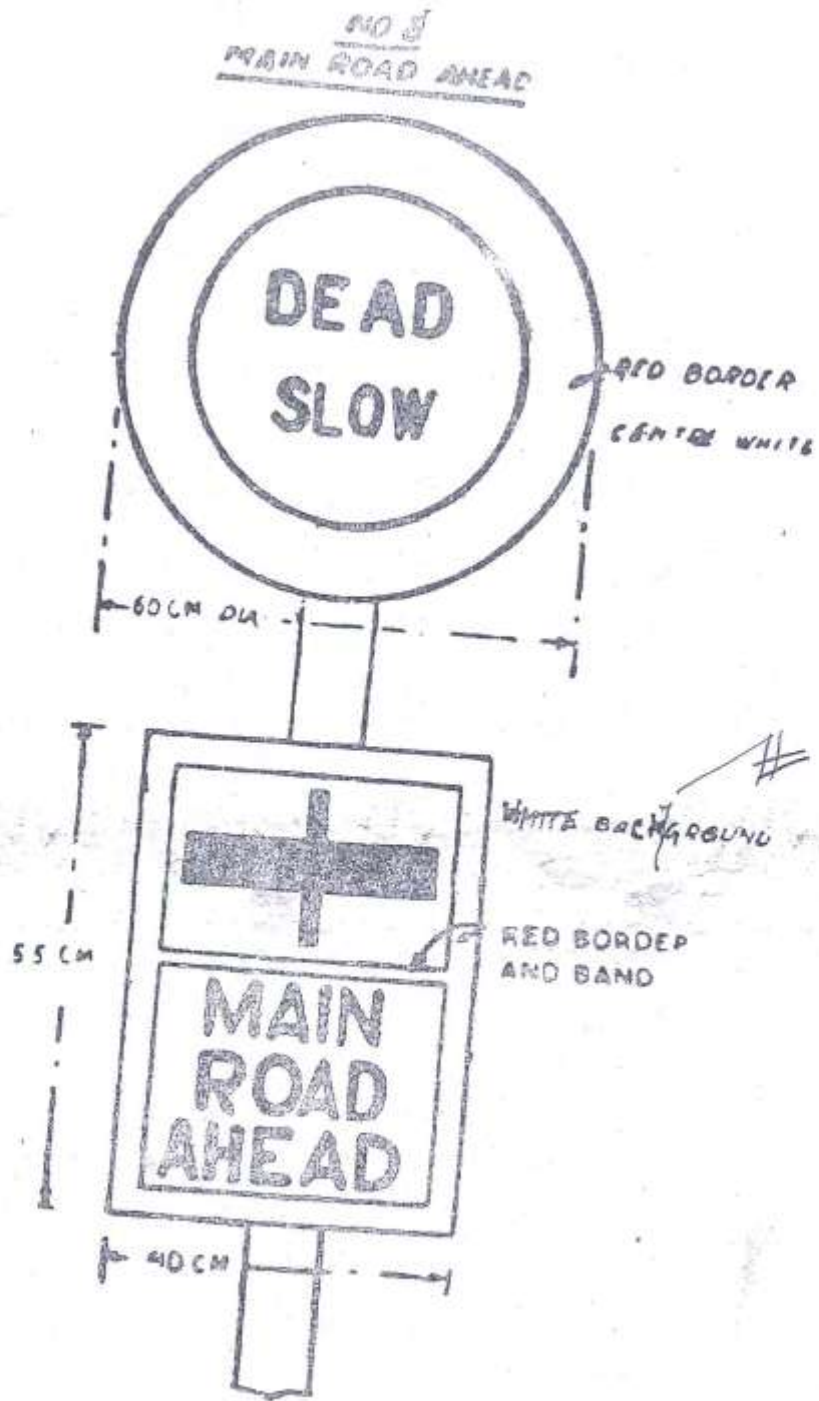 MAIN ROAD AHEAD
DEAD
SLOW
RED BORDER
CENTRE WHITE
60 CM DIA
WHITE BACKGROUND
55 CM
RED BORDER
AND BAND
MAIN
ROAD
AHEAD
40 CM